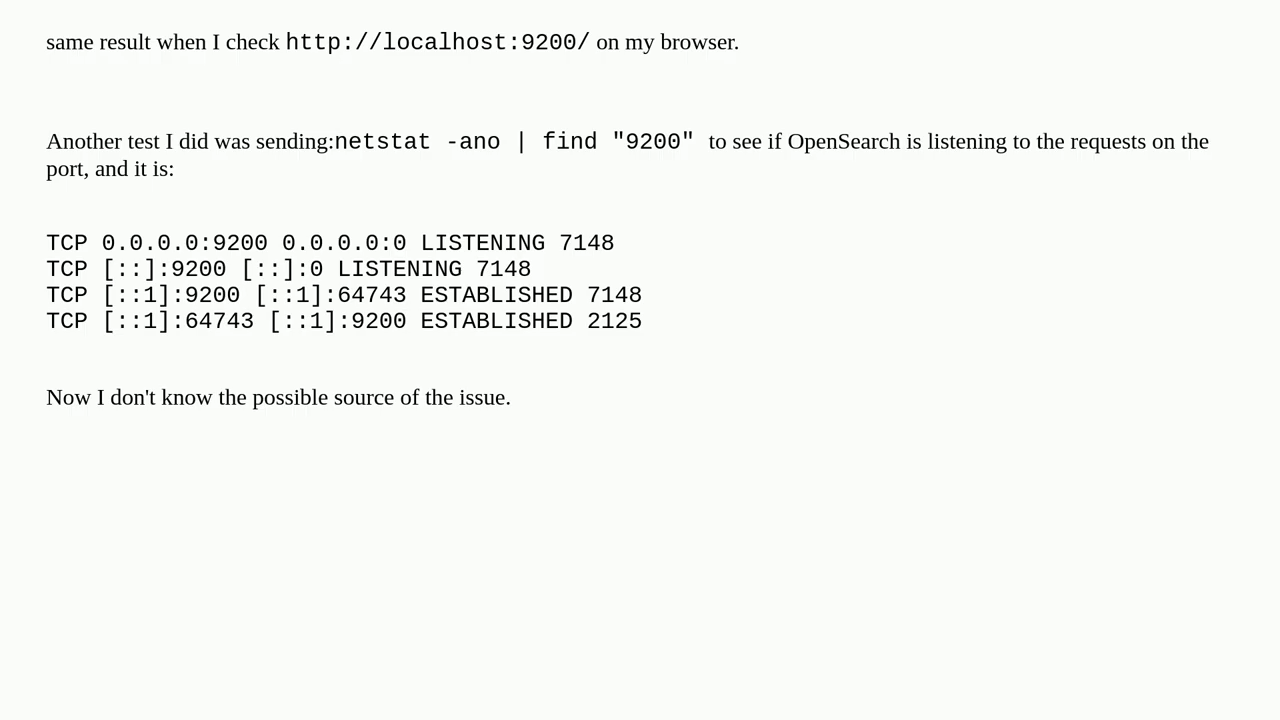 same result when I check http://localhost:9200/ on my browser.
Another test I did was sending:netstat -ano | find "9200" to see if OpenSearch is listening to the requests on the
port, and it is:
TCP 0.0.0.0:9200 0.0.0.0:0 LISTENING 7148
TCP [::]:9200 [::]:0 LISTENING 7148
TCP [::1]:9200 [::1]:64743 ESTABLISHED 7148
TCP [::1]:64743 [::1]:9200 ESTABLISHED 2125
Now I don't know the possible source of the issue.